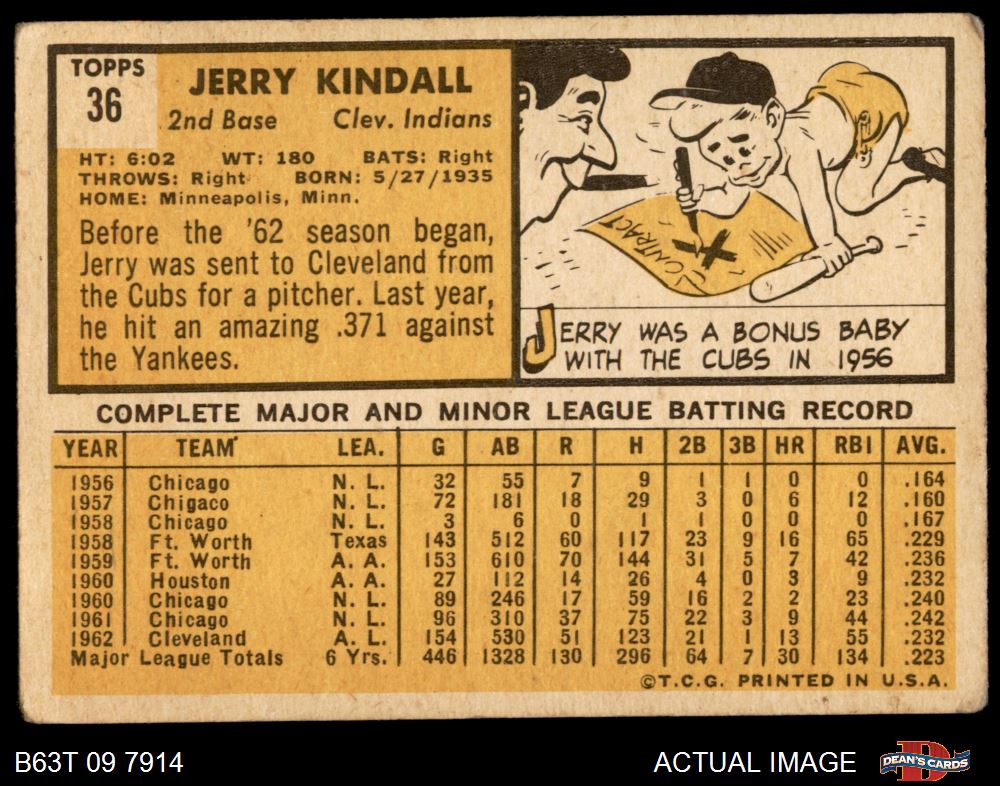 TOPPS
36
JERRY KINDALL
2nd Base Clev. Indians
HT: 6:02 WT: 180 BATS: Right
THROWS: Right BORN: 5/27/1935
HOME: Minneapolis, Minn.
Before the '62 season began,
Jerry was sent to Cleveland from
the Cubs for a pitcher. Last year,
he hit an amazing .371 against
the Yankees.
CONTRACT
X
JERRY WAS A BONUS BABY
WITH THE CUBS IN 1956
COMPLETE MAJOR AND MINOR LEAGUE BATTING RECORD
YEAR TEAM LEA. G AB R H 2B 3B HR RBI AVG.
1956 Chicago N. L. 32 55 7 9 1 1 0 0 .164
1957 Chigaco N. L. 72 181 18 29 3 0 6 12 .160
1958 Chicago N. L. 3 6 0 1 1 0 0 0 .167
1958 Ft. Worth Texas 143 512 60 117 23 9 16 65 .229
1959 Ft. Worth A. A. 153 610 70 144 31 5 7 42 .236
1960 Houston A. A. 27 112 14 26 4 0 3 9 .232
1960 Chicago N. L. 89 246 17 59 16 2 2 23 .240
1961 Chicago N. L. 96 310 37 75 22 3 9 44 .242
1962 Cleveland A. L. 154 530 51 123 21 1 13 55 .232
Major League Totals 6 Yrs. 446 1328 130 296 64 7 30 134 .223
©T.C.G. PRINTED IN U.S.A.
B63T 09 7914 ACTUAL IMAGE
D
DEAN'S CARDS